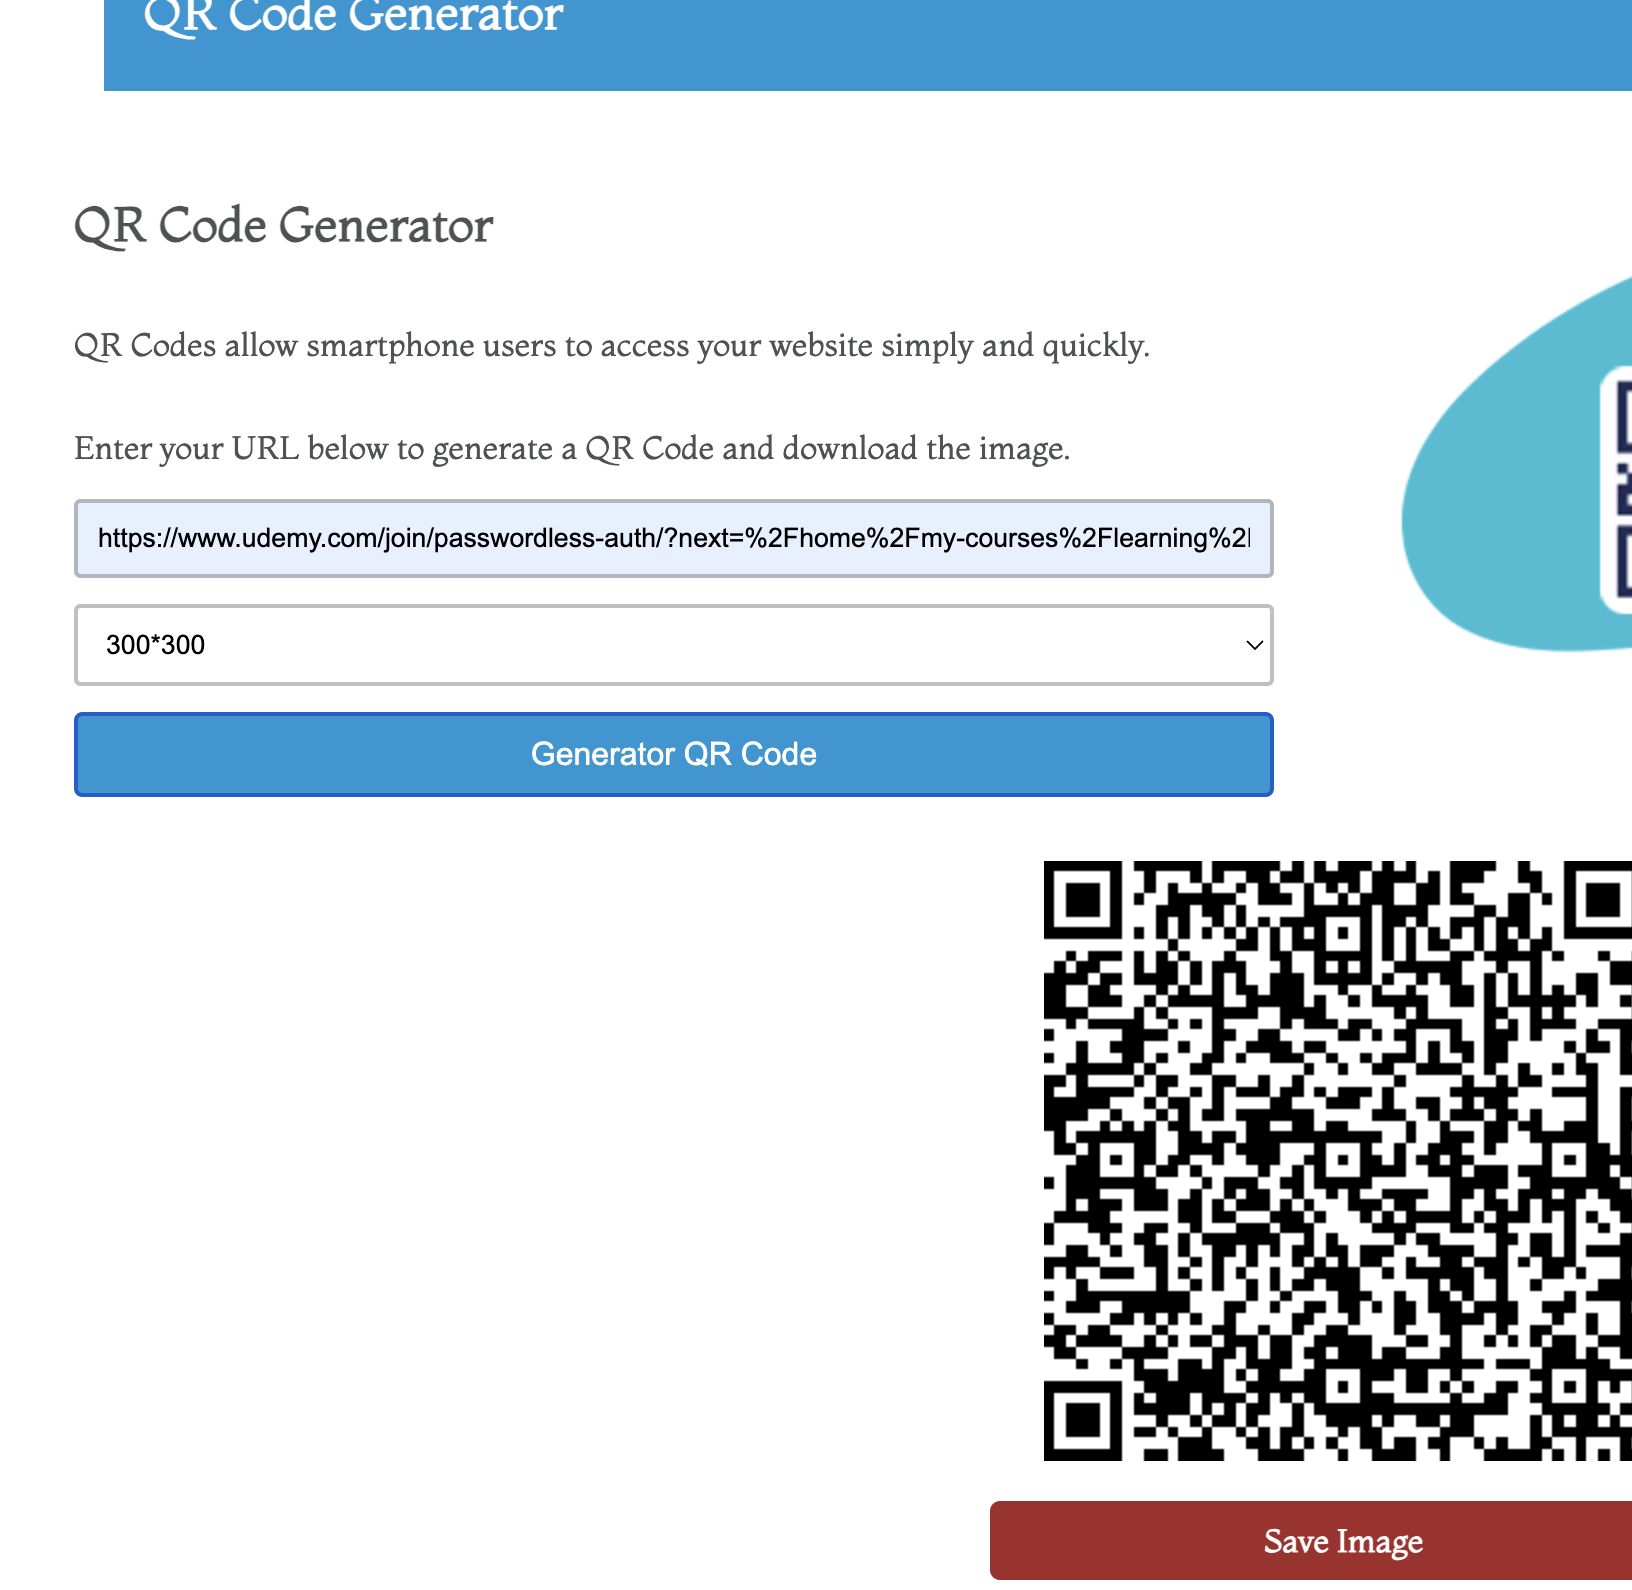 QR Code Generator
QR Code Generator
QR Codes allow smartphone users to access your website simply and quickly.
Enter your URL below to generate a QR Code and download the image.
https://www.udemy.com/join/passwordless-auth/?next=%2Fhome%2Fmy-courses%2Flearning%2
300*300
Generator QR Code
Save Image